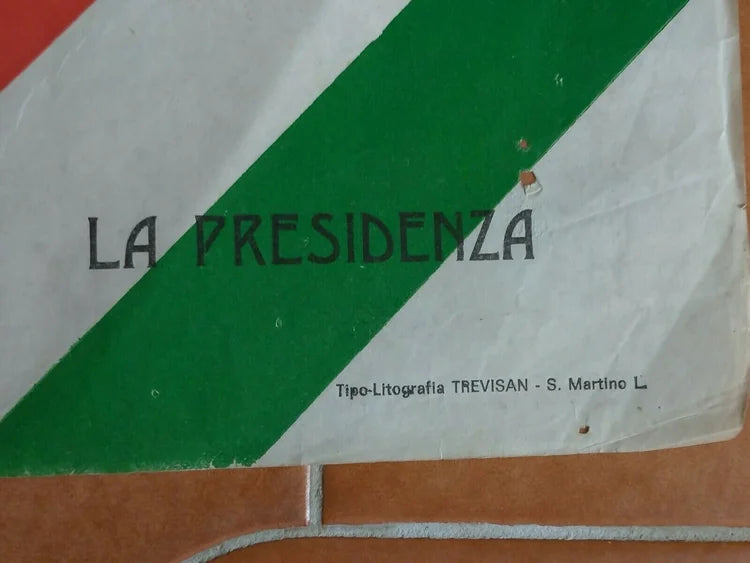 LA PRESIDENZA
Tipo-Litografia TREVISAN - S. Martino L.